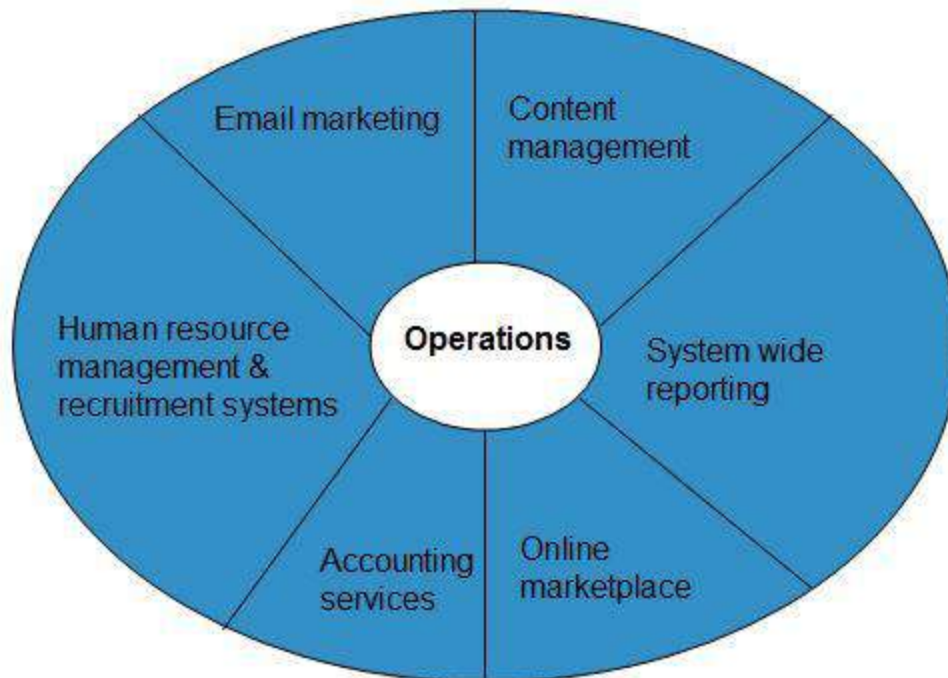 Email marketing
Content
management
Human resource
management &
recruitment systems
Operations
System wide
reporting
Accounting
services
Online
marketplace